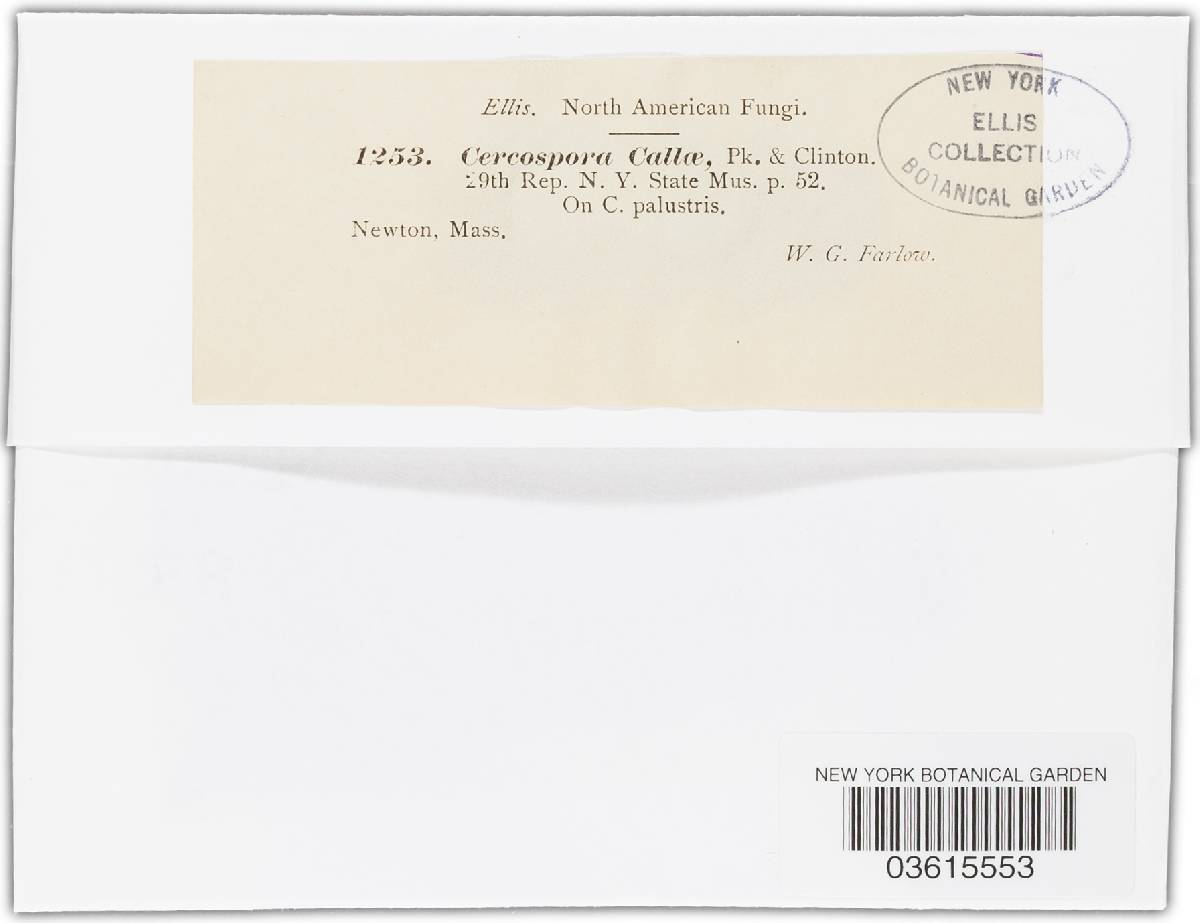 Ellis. North American Fungi.
1253. Cercospora Callæ, Pk. & Clinton.
29th Rep. N. Y. State Mus. p. 52.
On C. palustris.
Newton, Mass.
W. G. Farlow.
NEW YORK
ELLIS
COLLECTION
BOTANICAL GARDEN
NEW YORK BOTANICAL GARDEN
03615553